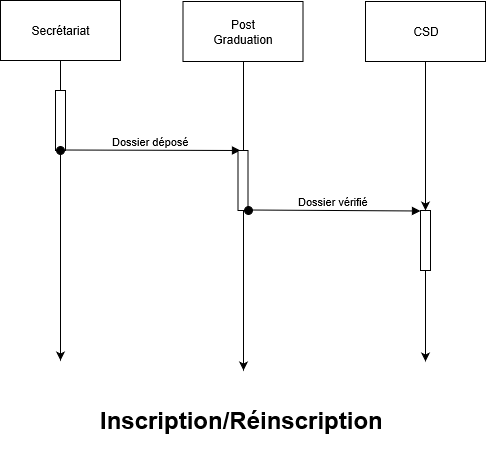 Secrétariat
Post
Graduation
CSD
Dossier déposé
Dossier vérifié
Inscription/Réinscription